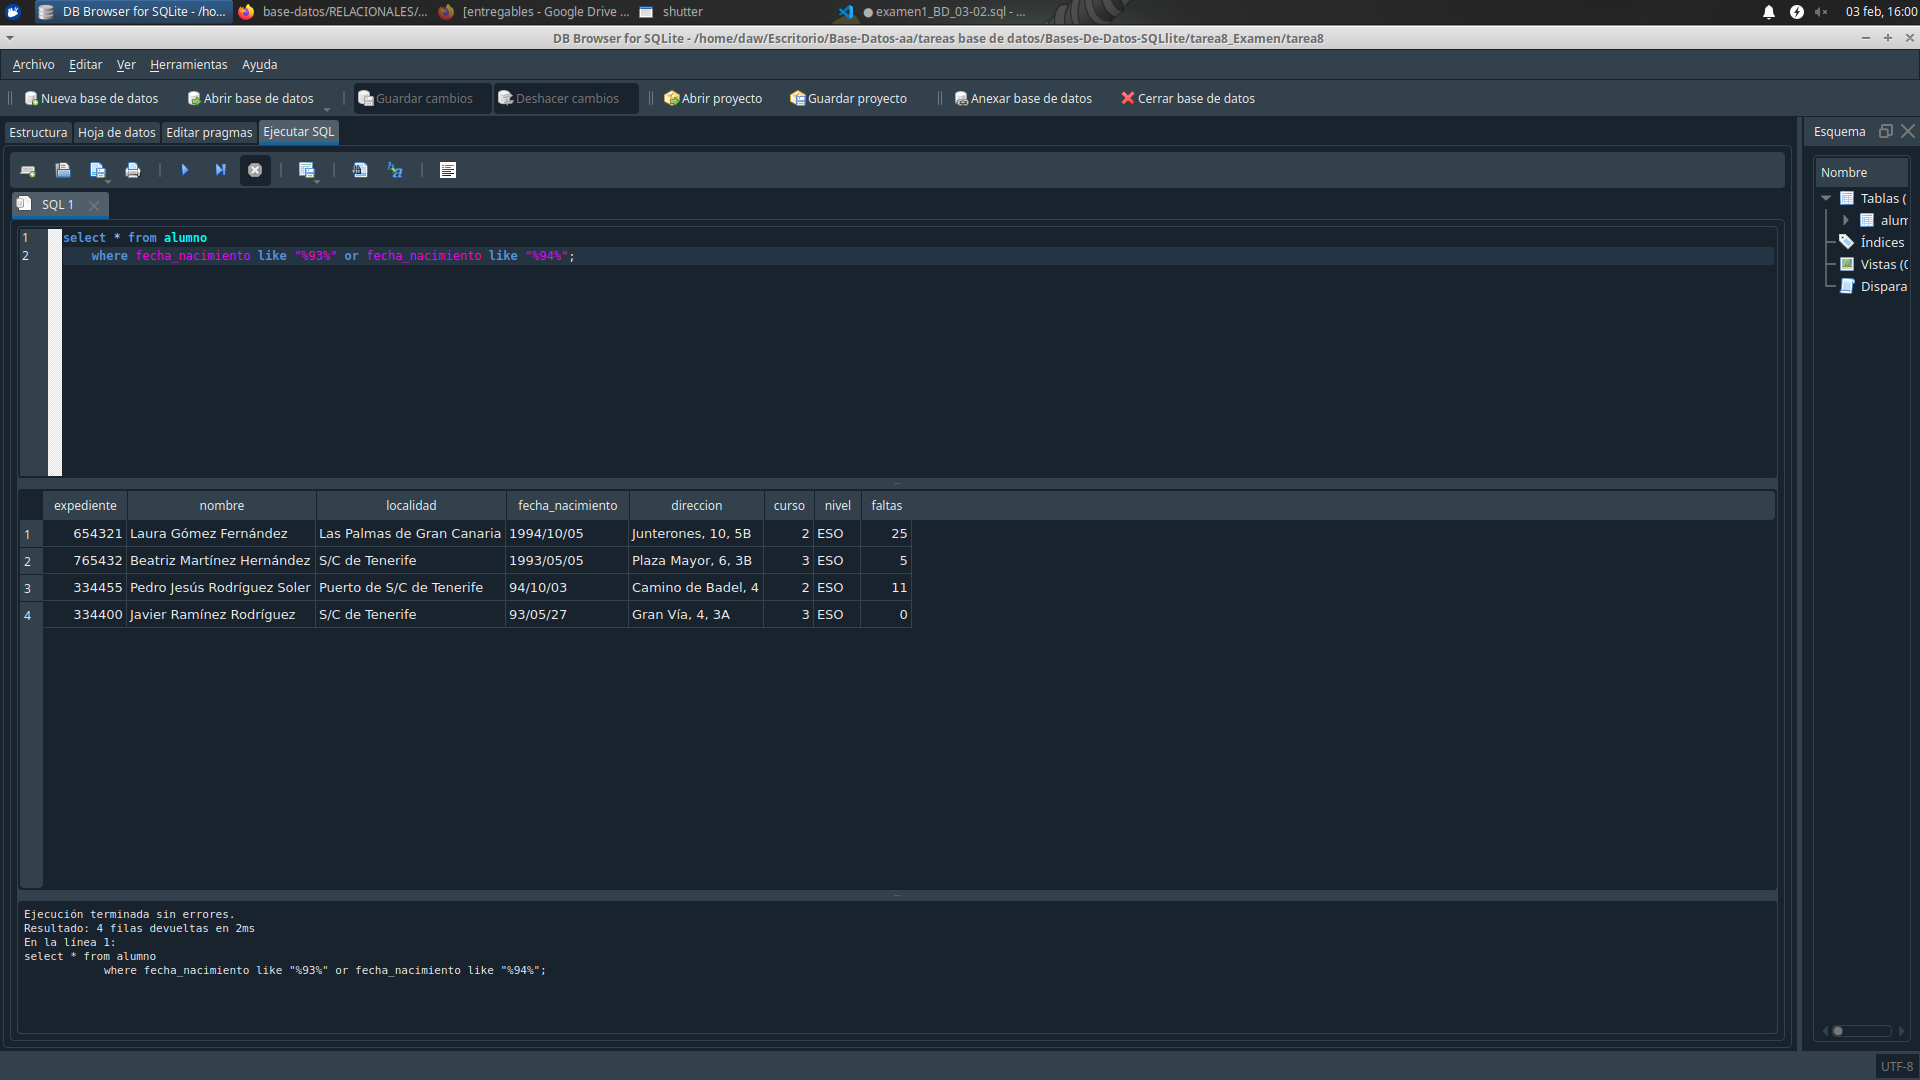 DB Browser for SQLite - /ho...
base-datos/RELACIONALES/...
[entregables - Google Drive ...
shutter
● examen1_BD_03-02.sql - ...
03 feb, 16:00
DB Browser for SQLite - /home/daw/Escritorio/Base-Datos-aa/tareas base de datos/Bases-De-Datos-SQLlite/tarea8_Examen/tarea8
Archivo Editar Ver Herramientas Ayuda
Nueva base de datos Abrir base de datos Guardar cambios Deshacer cambios Abrir proyecto Guardar proyecto Anexar base de datos Cerrar base de datos
Estructura Hoja de datos Editar pragmas Ejecutar SQL
SQL 1
1 select * from alumno
2 where fecha_nacimiento like "%93%" or fecha_nacimiento like "%94%";
expediente nombre localidad fecha_nacimiento direccion curso nivel faltas
1 654321 Laura Gómez Fernández Las Palmas de Gran Canaria 1994/10/05 Junterones, 10, 5B 2 ESO 25
2 765432 Beatriz Martínez Hernández S/C de Tenerife 1993/05/05 Plaza Mayor, 6, 3B 3 ESO 5
3 334455 Pedro Jesús Rodríguez Soler Puerto de S/C de Tenerife 94/10/03 Camino de Badel, 4 2 ESO 11
4 334400 Javier Ramínez Rodríguez S/C de Tenerife 93/05/27 Gran Vía, 4, 3A 3 ESO 0
Ejecución terminada sin errores.
Resultado: 4 filas devueltas en 2ms
En la línea 1:
select * from alumno
where fecha_nacimiento like "%93%" or fecha_nacimiento like "%94%";
Esquema
Nombre
Tablas (
alum
Índices
Vistas (0
Dispara
UTF-8